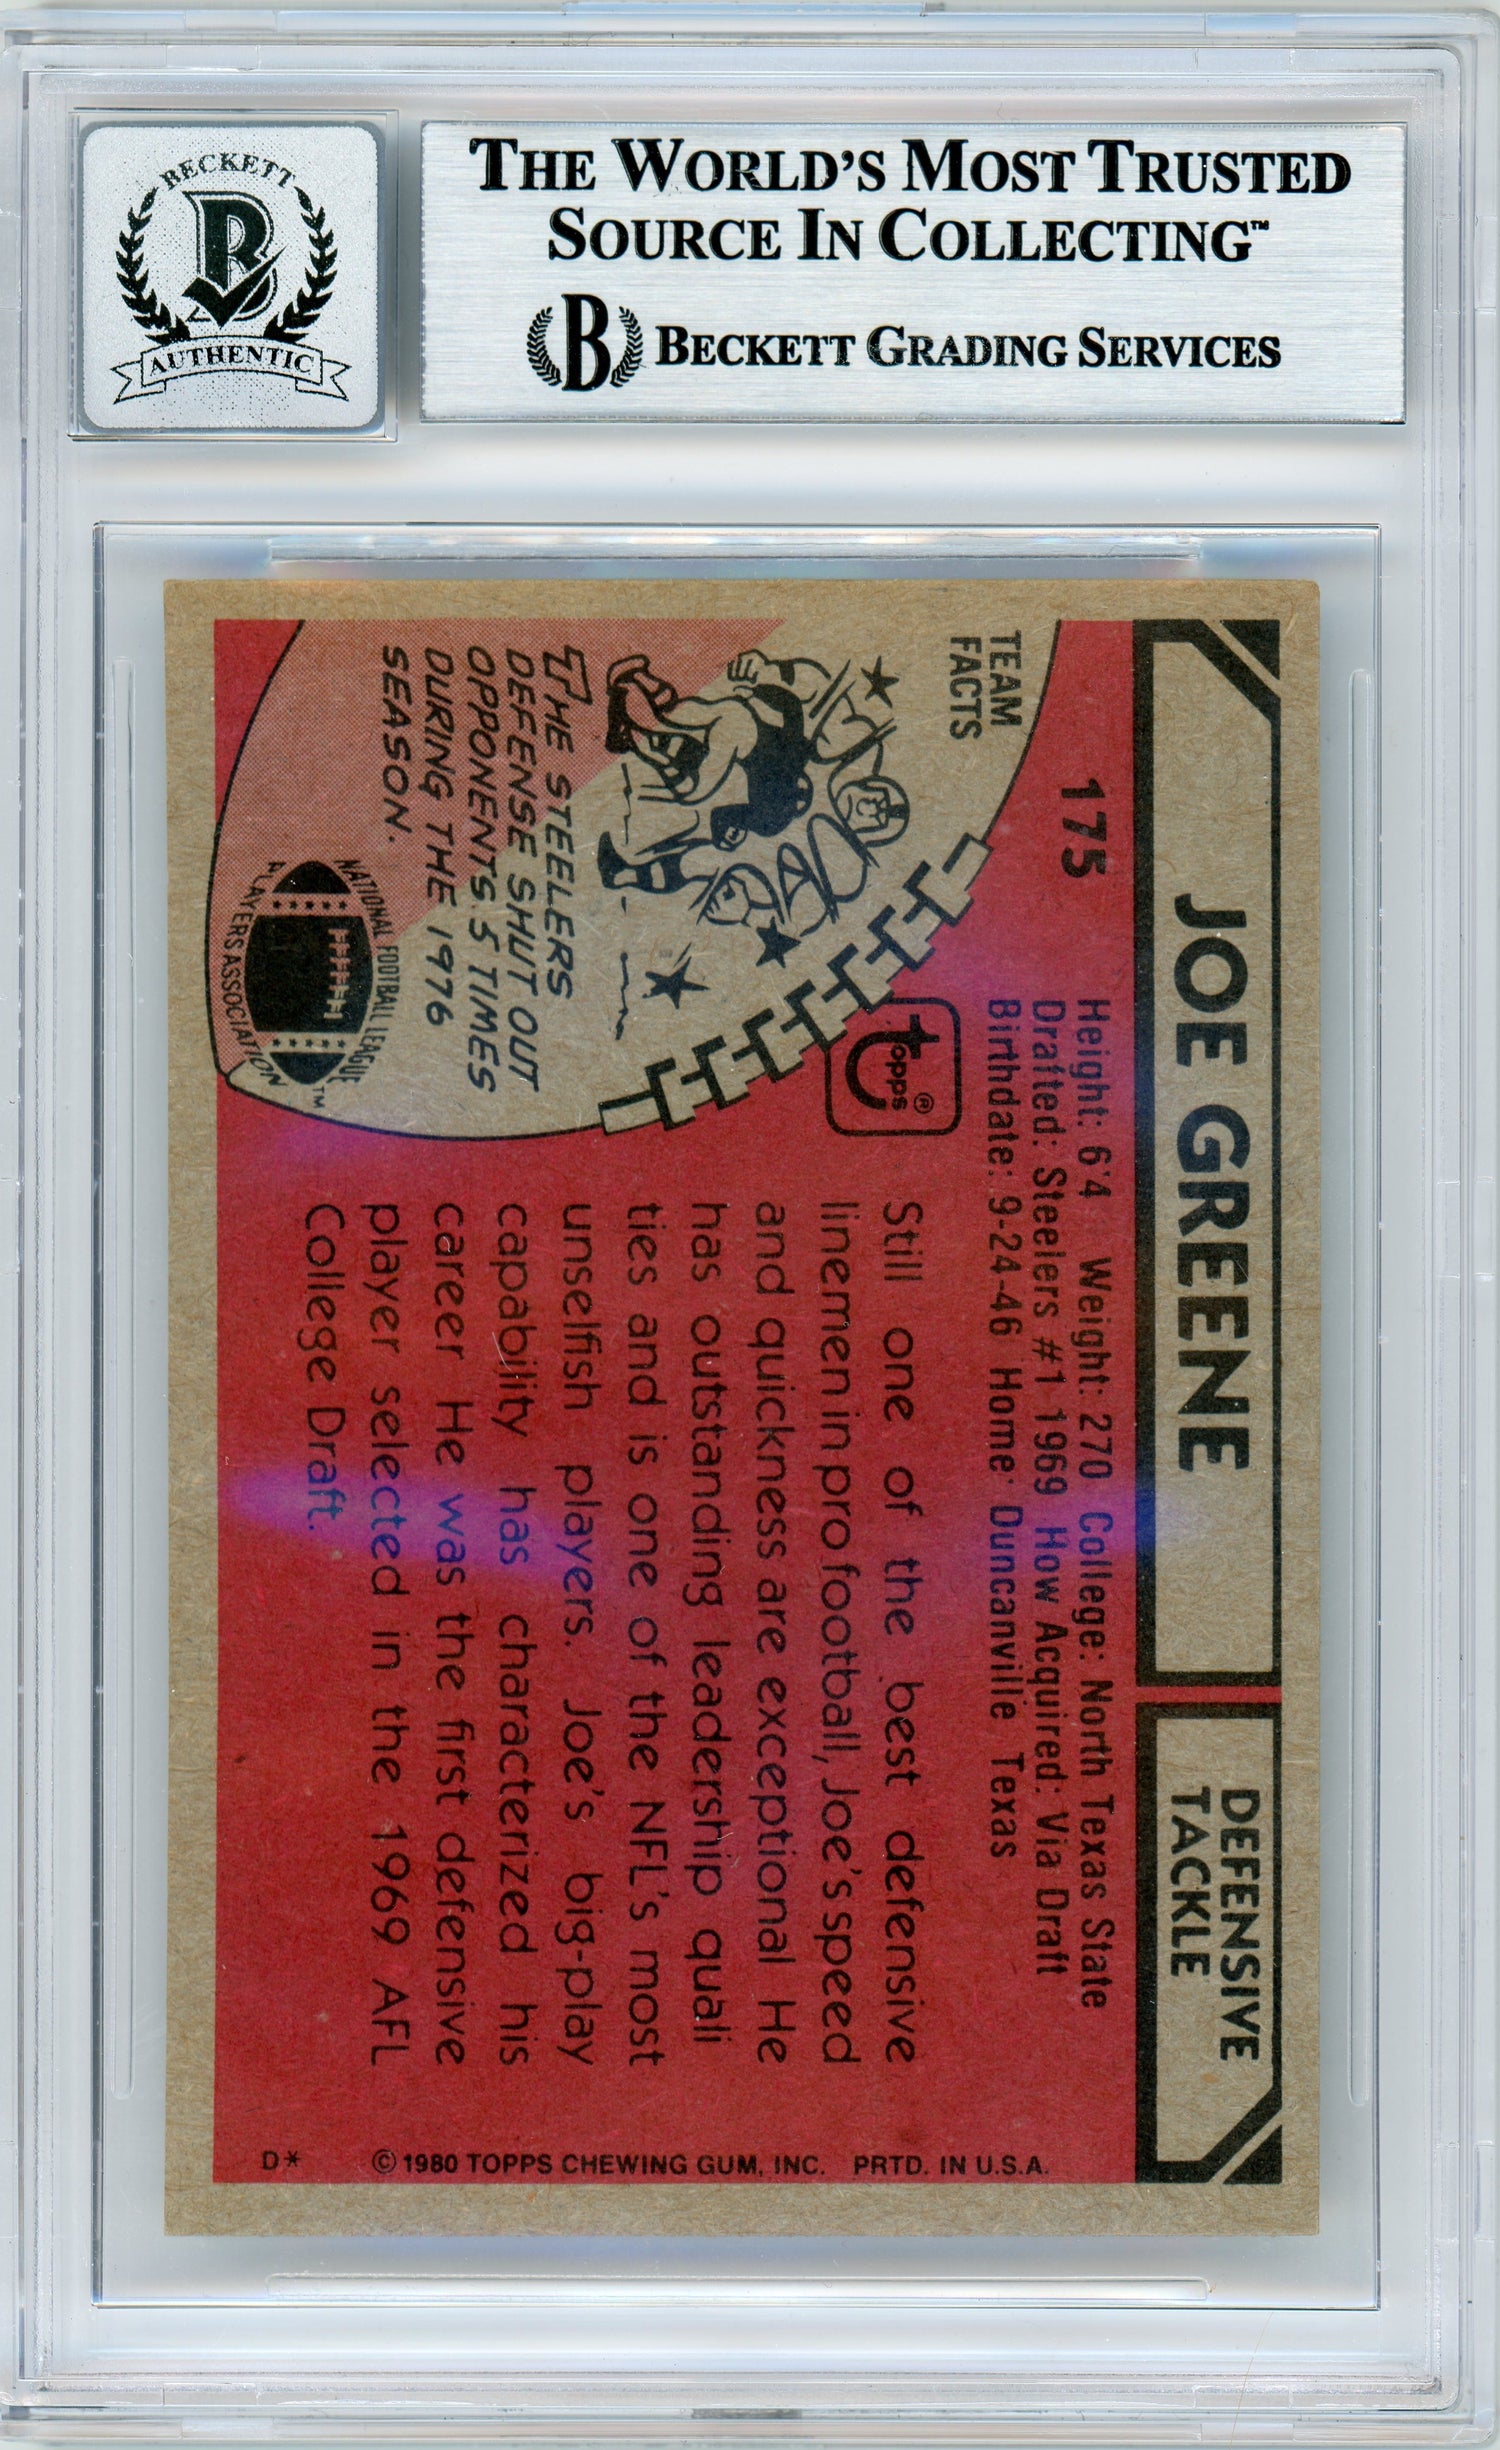 BECKETT
B
AUTHENTIC
THE WORLD'S MOST TRUSTED
SOURCE IN COLLECTING™
B BECKETT GRADING SERVICES
JOE GREENE
DEFENSIVE
TACKLE
175
Height: 6'4 Weight: 270 College: North Texas State
Drafted: Steelers #1 1969 How Acquired: Via Draft
Birthdate: 9-24-46 Home: Duncanville Texas
TEAM
FACTS
THE STEELERS
DEFENSE SHUT OUT
OPPONENTS 5 TIMES
DURING THE 1976
SEASON.
NATIONAL FOOTBALL LEAGUE
PLAYERS ASSOCIATION
™
topps®
Still one of the best defensive
linemen in pro football, Joe's speed
and quickness are exceptional He
has outstanding leadership quali
ties and is one of the NFL's most
unselfish players. Joe's big-play
capability has characterized his
career He was the first defensive
player selected in the 1969 AFL
College Draft.
D* © 1980 TOPPS CHEWING GUM, INC. PRTD. IN U.S.A.